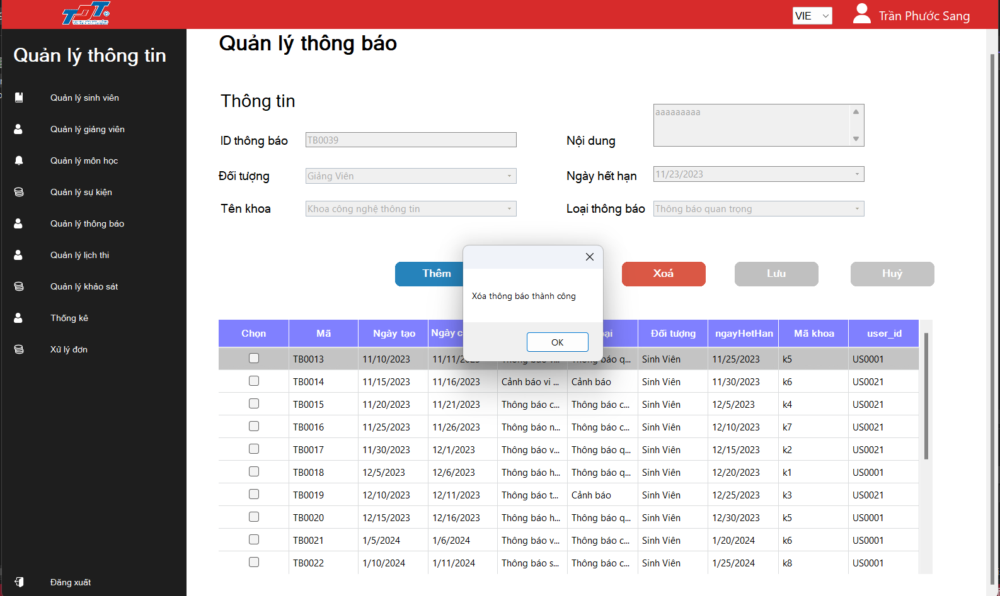 TDT
VIE
Trần Phước Sang
Quản lý thông tin
Quản lý sinh viên
Quản lý giảng viên
Quản lý môn học
Quản lý sự kiện
Quản lý thông báo
Quản lý lịch thi
Quản lý khảo sát
Thống kê
Xử lý đơn
Đăng xuất
Quản lý thông báo
Thông tin
ID thông báo TB0039
Nội dung aaaaaaaaa
Đối tượng Giảng Viên
Ngày hết hạn 11/23/2023
Tên khoa Khoa công nghệ thông tin
Loại thông báo Thông báo quan trọng
Thêm Xoá Lưu Huỷ
Xóa thông báo thành công
OK
Chọn Mã Ngày tạo Ngày Đối tượng ngayHetHan Mã khoa user_id
TB0013 11/10/2023 Sinh Viên 11/25/2023 k5 US0001
TB0014 11/15/2023 11/16/2023 Cảnh báo vi ... Cảnh báo Sinh Viên 11/30/2023 k6 US0021
TB0015 11/20/2023 11/21/2023 Thông báo c... Thông báo c... Sinh Viên 12/5/2023 k4 US0021
TB0016 11/25/2023 11/26/2023 Thông báo n... Thông báo c... Sinh Viên 12/10/2023 k7 US0021
TB0017 11/30/2023 12/1/2023 Thông báo v... Thông báo q... Sinh Viên 12/15/2023 k2 US0021
TB0018 12/5/2023 12/6/2023 Thông báo h... Thông báo q... Sinh Viên 12/20/2023 k1 US0001
TB0019 12/10/2023 12/11/2023 Thông báo t... Cảnh báo Sinh Viên 12/25/2023 k3 US0021
TB0020 12/15/2023 12/16/2023 Thông báo h... Thông báo q... Sinh Viên 12/30/2023 k5 US0001
TB0021 1/5/2024 1/6/2024 Thông báo v... Thông báo c... Sinh Viên 1/20/2024 k6 US0001
TB0022 1/10/2024 1/11/2024 Thông báo s... Thông báo c... Sinh Viên 1/25/2024 k8 US0001